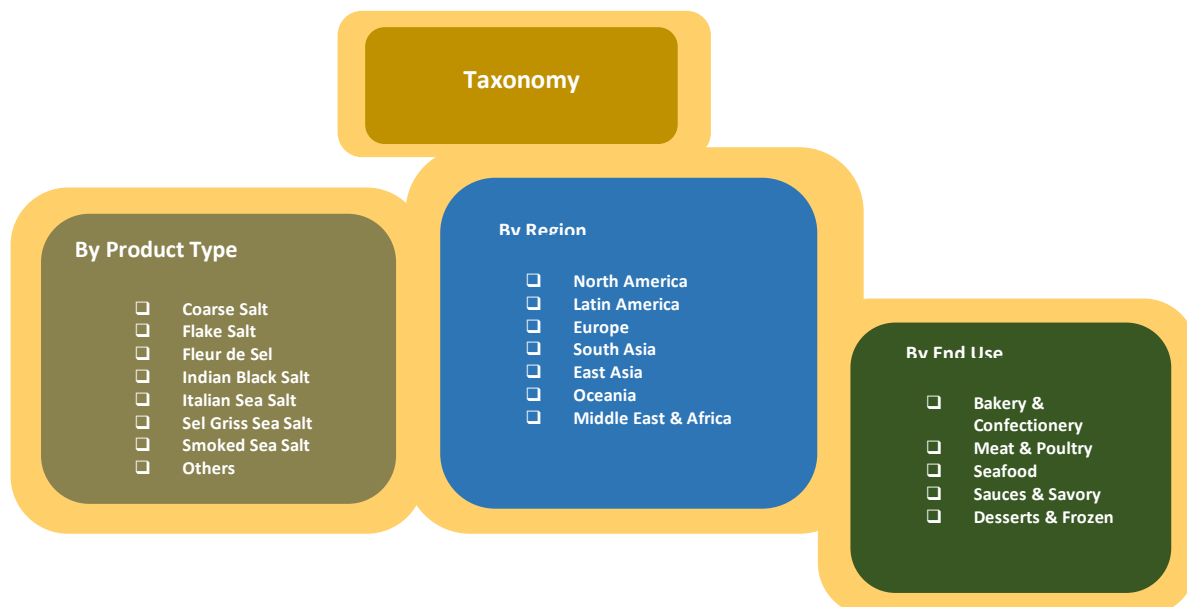 Taxonomy
By Product Type
❑ Coarse Salt
❑ Flake Salt
❑ Fleur de Sel
❑ Indian Black Salt
❑ Italian Sea Salt
❑ Sel Griss Sea Salt
❑ Smoked Sea Salt
❑ Others
By Region
❑ North America
❑ Latin America
❑ Europe
❑ South Asia
❑ East Asia
❑ Oceania
❑ Middle East & Africa
By End Use
❑ Bakery &
Confectionery
❑ Meat & Poultry
❑ Seafood
❑ Sauces & Savory
❑ Desserts & Frozen